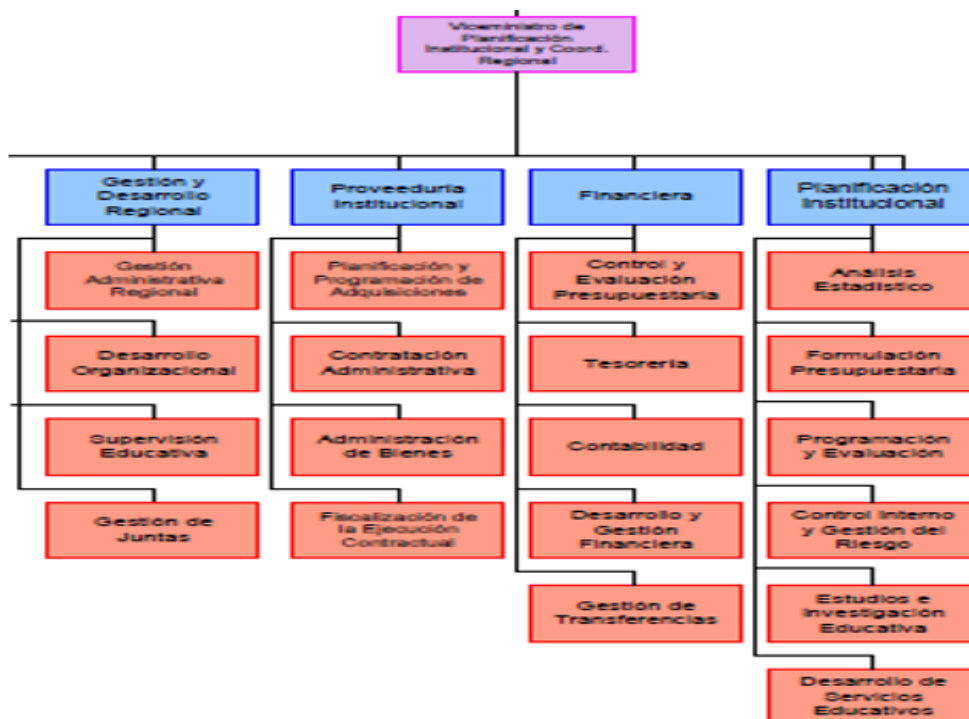 Viceministro de
Planificación
Institucional y Coord.
Regional
Gestión y
Desarrollo
Regional
Proveeduría
Institucional
Financiera
Planificación
Institucional
Gestión
Administrativa
Regional
Planificación y
Programación de
Adquisiciones
Control y
Evaluación
Presupuestaria
Análisis
Estadístico
Desarrollo
Organizacional
Contratación
Administrativa
Tesorería
Formulación
Presupuestaria
Supervisión
Educativa
Administración
de Bienes
Contabilidad
Programación
y Evaluación
Gestión de
Juntas
Fiscalización de
la Ejecución
Contractual
Desarrollo y
Gestión
Financiera
Control Interno
y Gestión del
Riesgo
Gestión de
Transferencias
Estudios e
Investigación
Educativa
Desarrollo de
Servicios
Educativos